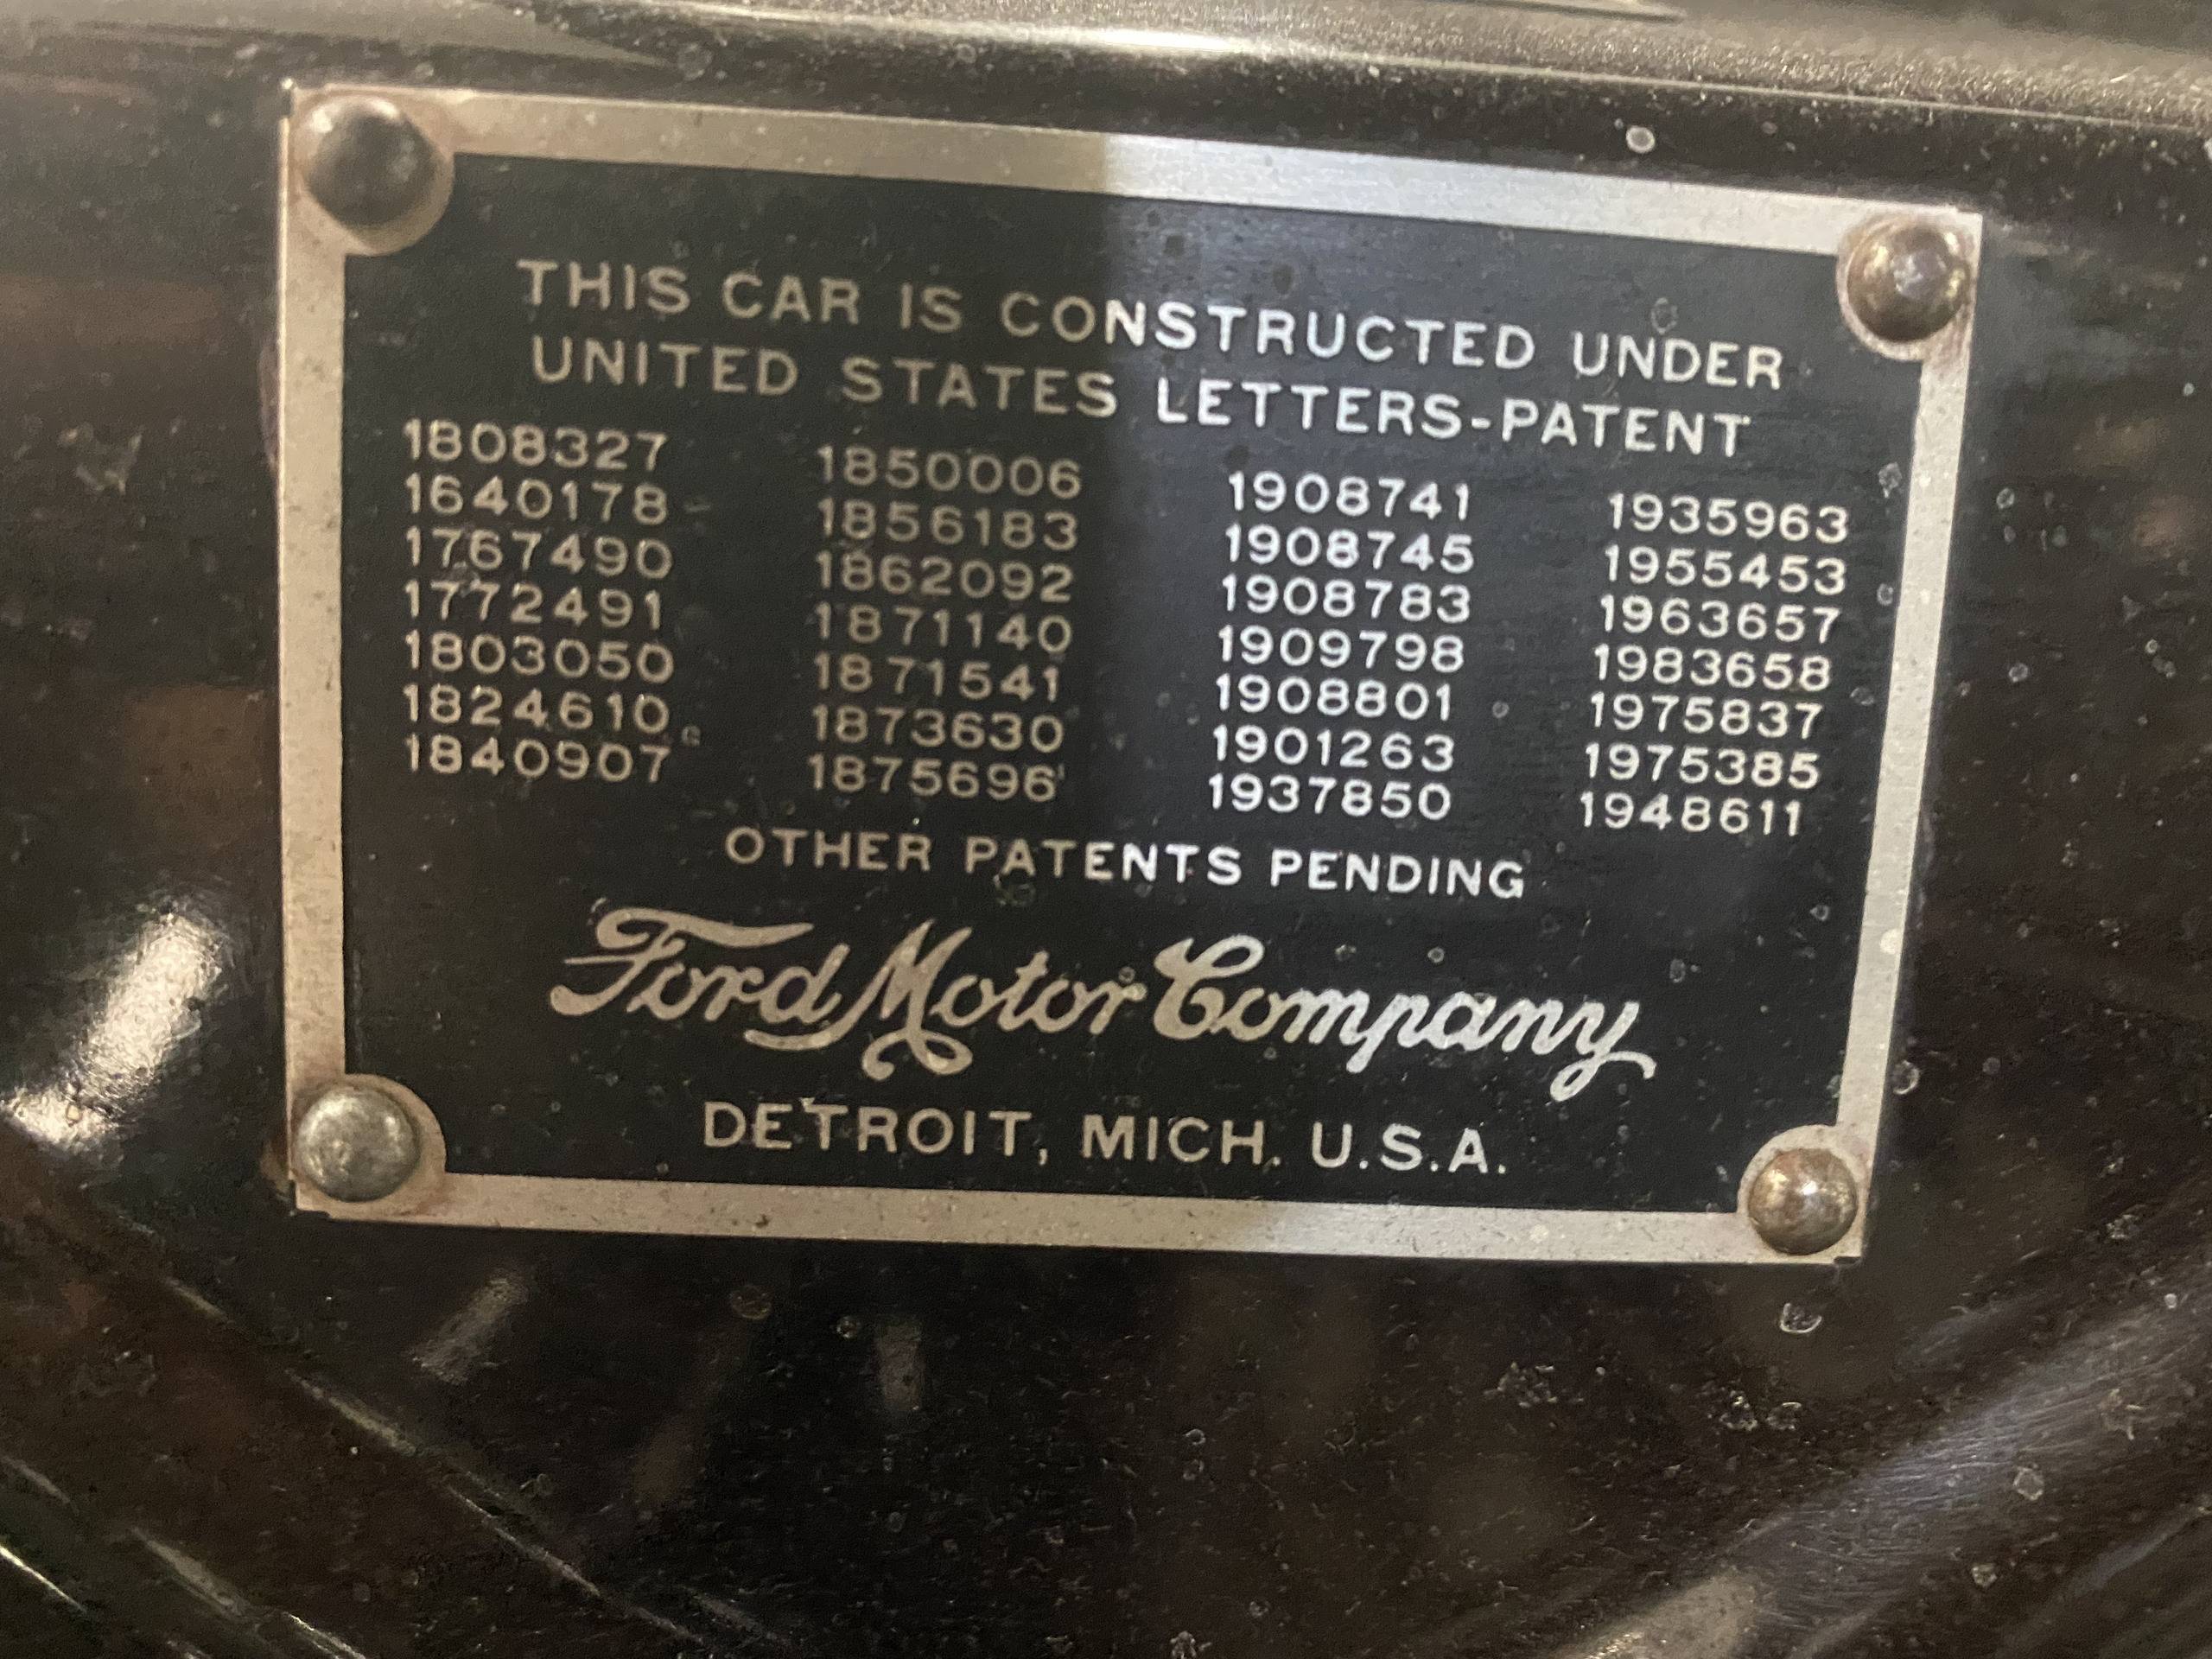 THIS CAR IS CONSTRUCTED UNDER
UNITED STATES LETTERS-PATENT
1808327 1850006 1908741 1935963
1640178 1856183 1908745 1955453
1767490 1862092 1908783 1963657
1772491 1871140 1909798 1983658
1803050 1871541 1908801 1975837
1824610 1873630 1901263 1975385
1840907 1875696 1937850 1948611
OTHER PATENTS PENDING
Ford Motor Company
DETROIT, MICH. U.S.A.